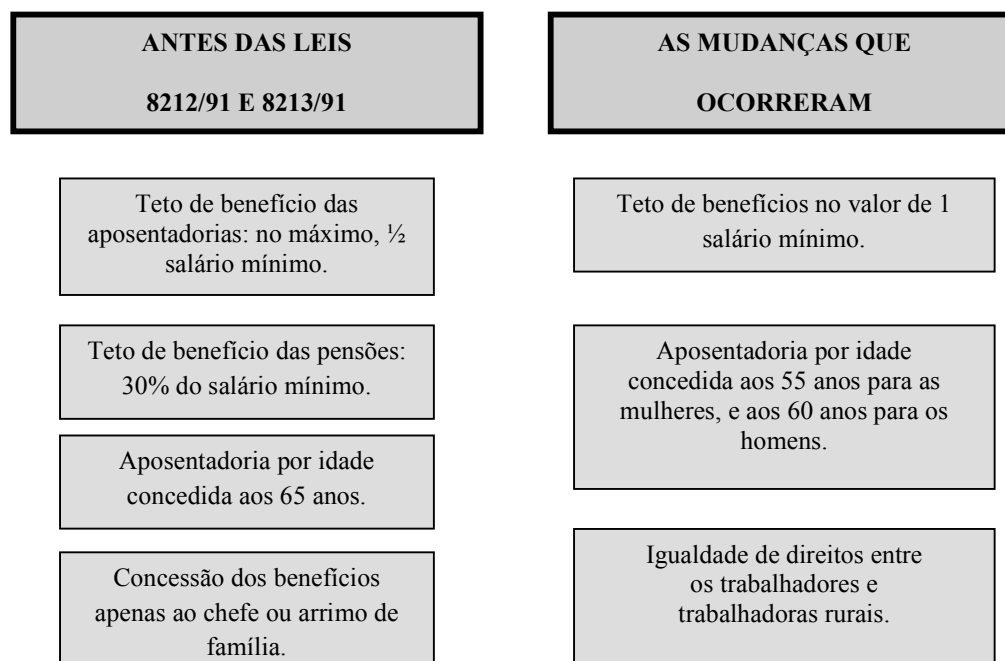 ANTES DAS LEIS
8212/91 E 8213/91
Teto de benefício das
aposentadorias: no máximo, ½
salário mínimo.
Teto de benefício das pensões:
30% do salário mínimo.
Aposentadoria por idade
concedida aos 65 anos.
Concessão dos benefícios
apenas ao chefe ou arrimo de
família.
AS MUDANÇAS QUE
OCORRERAM
Teto de benefícios no valor de 1
salário mínimo.
Aposentadoria por idade
concedida aos 55 anos para as
mulheres, e aos 60 anos para os
homens.
Igualdade de direitos entre
os trabalhadores e
trabalhadoras rurais.